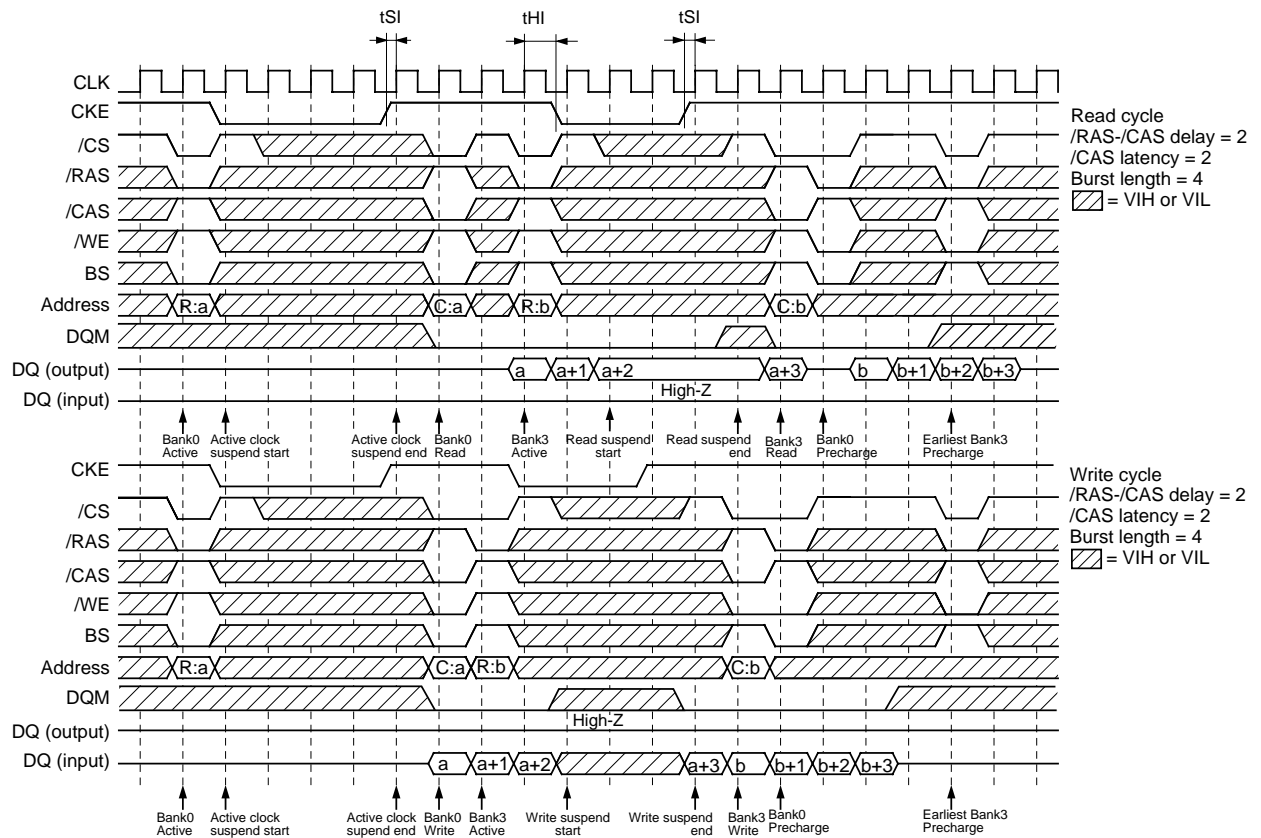 tSI tHI tSI
CLK
CKE
/CS
/RAS
/CAS
/WE
BS
Address R:a C:a R:b C:b
DQM
DQ (output) a a+1 a+2 a+3 b b+1 b+2 b+3
High-Z
DQ (input)
Bank0 Active clock Active clock Bank0 Bank3 Read suspend Read suspend Bank3 Bank0 Earliest Bank3
Active suspend start suspend end Read Active start end Read Precharge Precharge
Read cycle
/RAS-/CAS delay = 2
/CAS latency = 2
Burst length = 4
= VIH or VIL
CKE
/CS
/RAS
/CAS
/WE
BS
Address R:a C:a R:b C:b
DQM
High-Z
DQ (output)
DQ (input) a a+1 a+2 a+3 b b+1 b+2 b+3
Bank0 Active clock Active clock Bank0 Bank3 Write suspend Write suspend Bank3 Bank0 Earliest Bank3
Active suspend start supend end Write Active start end Write Precharge Precharge
Write cycle
/RAS-/CAS delay = 2
/CAS latency = 2
Burst length = 4
= VIH or VIL